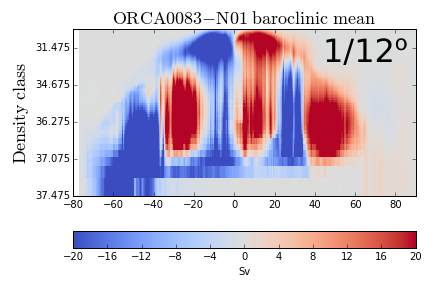 ORCA0083−N01 baroclinic mean
1/12º
Density class
31.475
34.675
36.275
37.075
37.475
−80 −60 −40 −20 0 20 40 60 80
−20 −16 −12 −8 −4 0 4 8 12 16 20
Sv